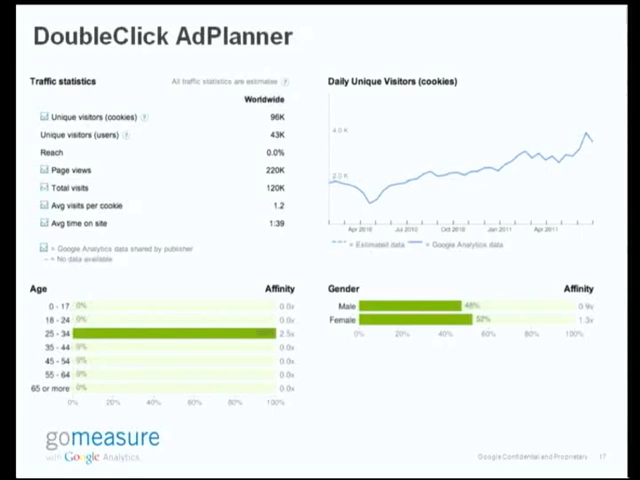 DoubleClick AdPlanner
Traffic statistics
All traffic statistics are estimates ?
Worldwide
Unique visitors (cookies) ? 96K
Unique visitors (users) ? 43K
Reach 0.0%
Page views 220K
Total visits 120K
Avg visits per cookie 1.2
Avg time on site 1:39
= Google Analytics data shared by publisher
-- = No data available
Daily Unique Visitors (cookies)
4.0 K
2.0 K
Apr 2010 Jul 2010 Oct 2010 Jan 2011 Apr 2011
= Estimated data = Google Analytics data
Age Affinity
0 - 17 0% 0.0x
18 - 24 0% 0.0x
25 - 34 2.5x
35 - 44 0% 0.0x
45 - 54 0% 0.0x
55 - 64 0% 0.0x
65 or more 0% 0.0x
0% 20% 40% 60% 80% 100%
Gender Affinity
Male 48% 0.9x
Female 52% 1.3x
0% 20% 40% 60% 80% 100%
gomeasure
with Google Analytics
Google Confidential and Proprietary 17